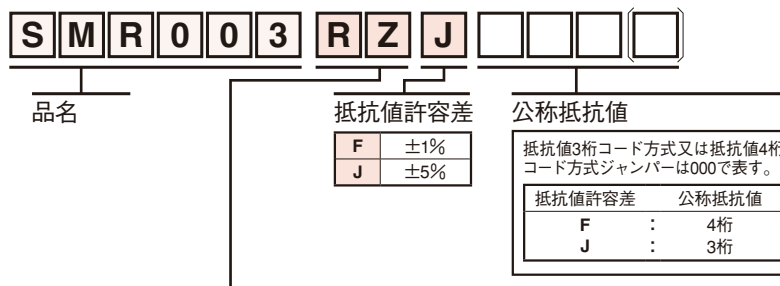 SMR003 RZ J
品名
抵抗値許容差
F ±1%
J ±5%
公称抵抗値
抵抗値3桁コード方式又は抵抗値4桁
コード方式ジャンパーは000で表す。
抵抗値許容差 公称抵抗値
F : 4桁
J : 3桁